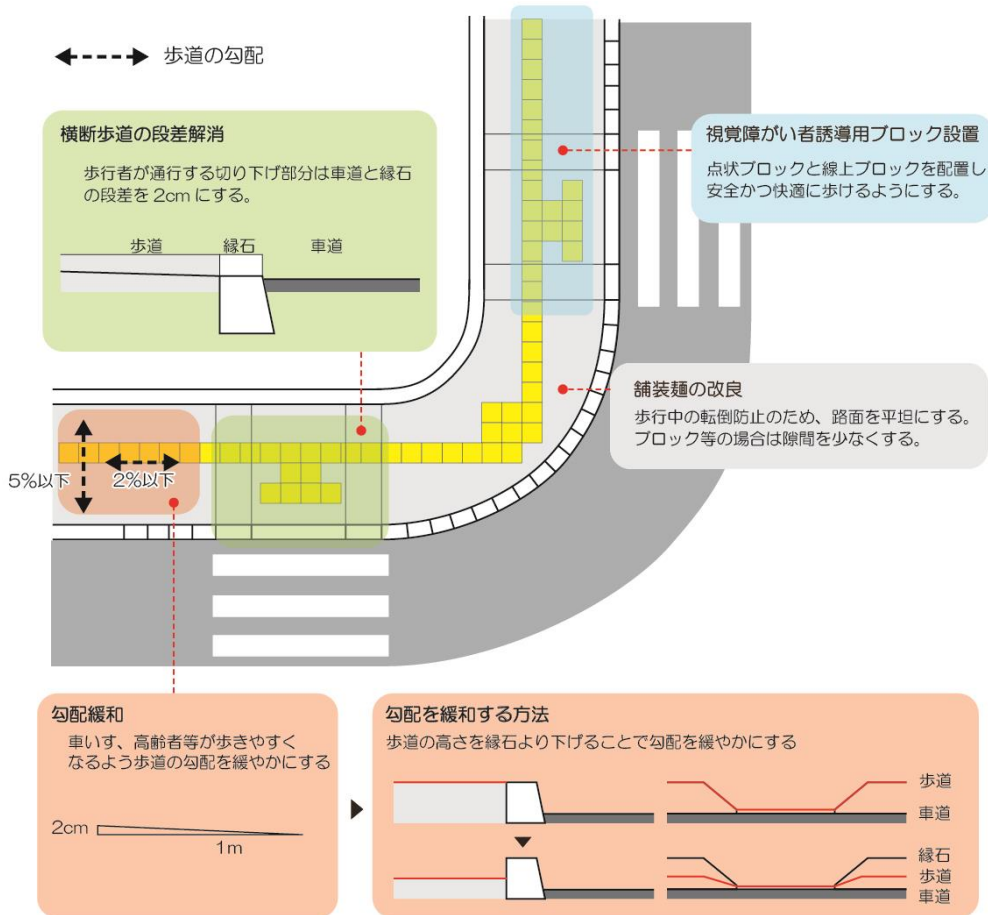 歩道の勾配
横断歩道の段差解消
歩行者が通行する切り下げ部分は車道と縁石
の段差を2cmにする。
歩道 縁石 車道
視覚障がい者誘導用ブロック設置
点状ブロックと線上ブロックを配置し
安全かつ快適に歩けるようにする。
舗装麺の改良
歩行中の転倒防止のため、路面を平坦にする。
ブロック等の場合は隙間を少なくする。
5%以下
2%以下
勾配緩和
車いす、高齢者等が歩きやすく
なるよう歩道の勾配を緩やかにする
2cm
1m
勾配を緩和する方法
歩道の高さを縁石より下げることで勾配を緩やかにする
歩道
車道
縁石
歩道
車道